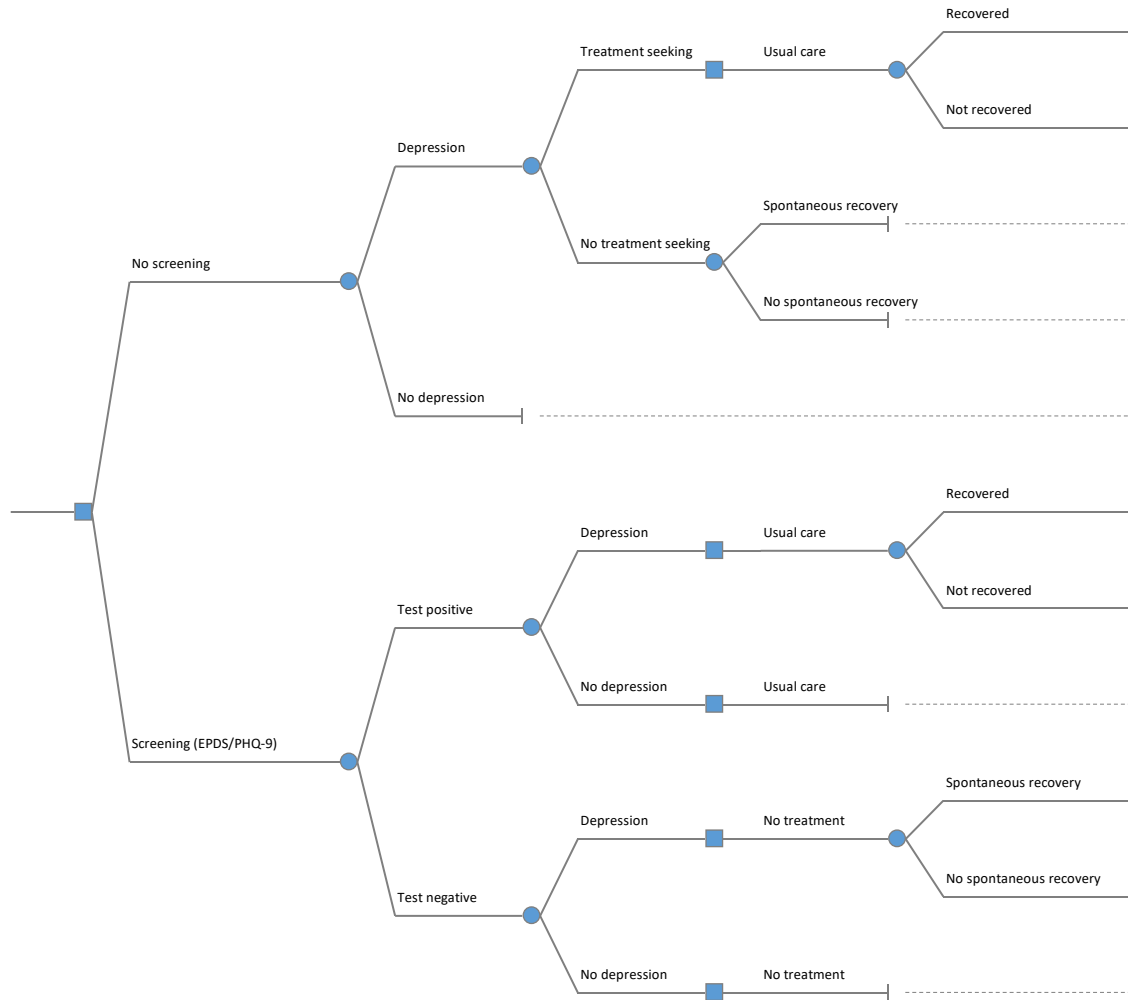 Recovered
Treatment seeking
Usual care
Not recovered
Depression
Spontaneous recovery
No treatment seeking
No screening
No spontaneous recovery
No depression
Recovered
Depression
Usual care
Not recovered
Test positive
No depression
Usual care
Screening (EPDS/PHQ-9)
Spontaneous recovery
Depression
No treatment
No spontaneous recovery
Test negative
No depression
No treatment